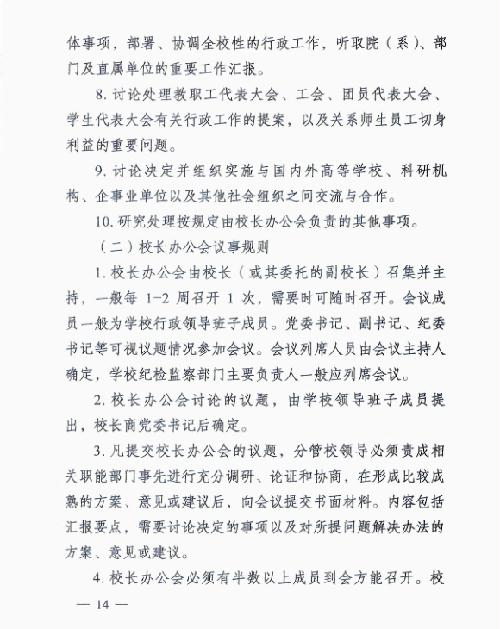 体事项，部署、协调全校性的行政工作，听取院（系）、部
门及直属单位的重要工作汇报。
8. 讨论处理教职工代表大会、工会、团员代表大会、
学生代表大会有关行政工作的提案，以及关系师生员工切身
利益的重要问题。
9. 讨论决定并组织实施与国内外高等学校、科研机
构、企事业单位以及其他社会组织之间交流与合作。
10. 研究处理按规定由校长办公会负责的其他事项。
（二）校长办公会议事规则
1. 校长办公会由校长（或其委托的副校长）召集并主
持，一般每 1-2 周召开 1 次，需要时可随时召开。会议成
员一般为学校行政领导班子成员。党委书记、副书记、纪委
书记等可视议题情况参加会议。会议列席人员由会议主持人
确定，学校纪检监察部门主要负责人一般应列席会议。
2. 校长办公会讨论的议题，由学校领导班子成员提
出，校长商党委书记后确定。
3. 凡提交校长办公会的议题，分管校领导必须责成相
关职能部门事先进行充分调研、论证和协商，在形成比较成
熟的方案、意见或建议后，向会议提交书面材料。内容包括
汇报要点，需要讨论决定的事项以及对所提问题解决办法的
方案、意见或建议。
4. 校长办公会必须有半数以上成员到会方能召开。校
— 14 —